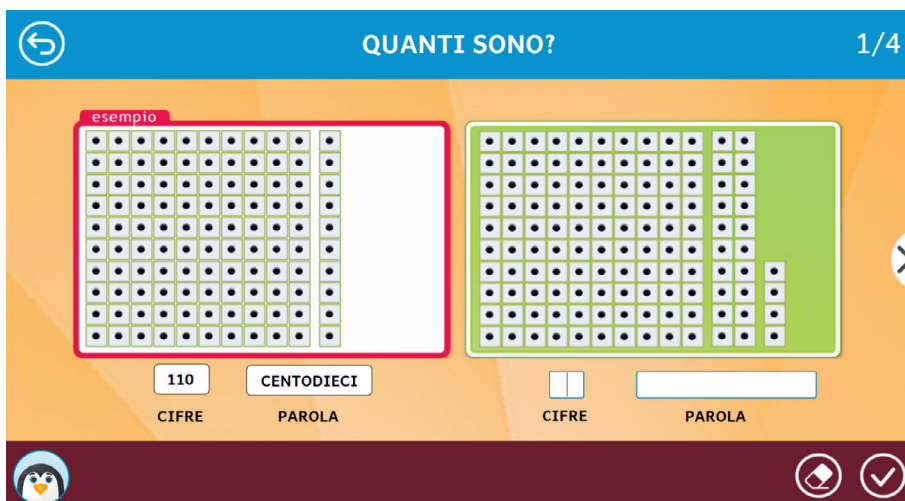 QUANTI SONO?
1/4
esempio
110
CENTODIECI
CIFRE
PAROLA
CIFRE
PAROLA